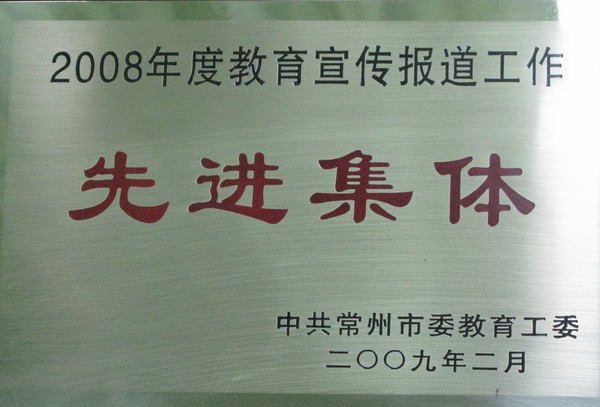 2008年度教育宣传报道工作
先进集体
中共常州市委教育工委
二〇〇九年二月